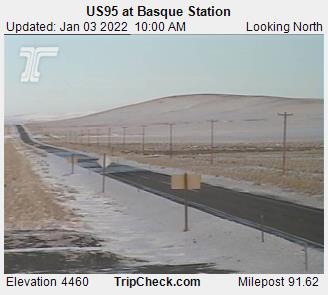 US95 at Basque Station
Updated: Jan 03 2022 10:00 AM Looking North
Elevation 4460 TripCheck.com Milepost 91.62